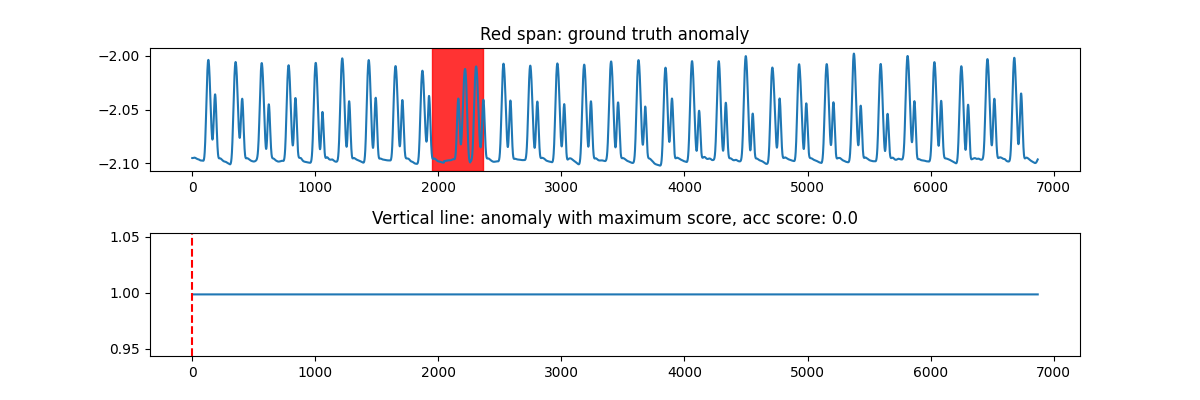 Red span: ground truth anomaly
−2.00
−2.05
−2.10
0 1000 2000 3000 4000 5000 6000 7000
Vertical line: anomaly with maximum score, acc score: 0.0
1.05
1.00
0.95
0 1000 2000 3000 4000 5000 6000 7000